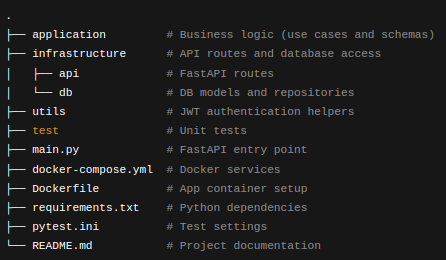 .
├── application         # Business logic (use cases and schemas)
├── infrastructure      # API routes and database access
│   ├── api             # FastAPI routes
│   └── db              # DB models and repositories
├── utils               # JWT authentication helpers
├── test                # Unit tests
├── main.py             # FastAPI entry point
├── docker-compose.yml  # Docker services
├── Dockerfile          # App container setup
├── requirements.txt    # Python dependencies
├── pytest.ini          # Test settings
└── README.md           # Project documentation